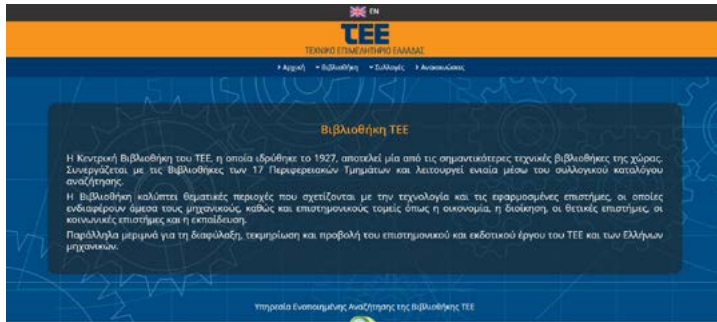 EN
TEE
ΤΕΧΝΙΚΟ ΕΠΙΜΕΛΗΤΗΡΙΟ ΕΛΛΑΔΑΣ
Αρχική Βιβλιοθήκη Συλλογές Ανακοινώσεις
Βιβλιοθήκη ΤΕΕ
Η Κεντρική Βιβλιοθήκη του ΤΕΕ, η οποία ιδρύθηκε το 1927, αποτελεί μία από τις σημαντικότερες τεχνικές βιβλιοθήκες της χώρας.
Συνεργάζεται με τις Βιβλιοθήκες των 17 Περιφερειακών Τμημάτων και λειτουργεί ενιαία μέσω του συλλογικού καταλόγου
αναζήτησης.
Η Βιβλιοθήκη καλύπτει θεματικές περιοχές που σχετίζονται με την τεχνολογία και τις εφαρμοσμένες επιστήμες, οι οποίες
ενδιαφέρουν άμεσα τους μηχανικούς, καθώς και επιστημονικούς τομείς όπως η οικονομία, η διοίκηση, οι θετικές επιστήμες, οι
κοινωνικές επιστήμες και η εκπαίδευση.
Παράλληλα μεριμνά για τη διαφύλαξη, τεκμηρίωση και προβολή του επιστημονικού και εκδοτικού έργου του ΤΕΕ και των Ελλήνων
μηχανικών.
Υπηρεσία Ενοποιημένης Αναζήτησης της Βιβλιοθήκης ΤΕΕ